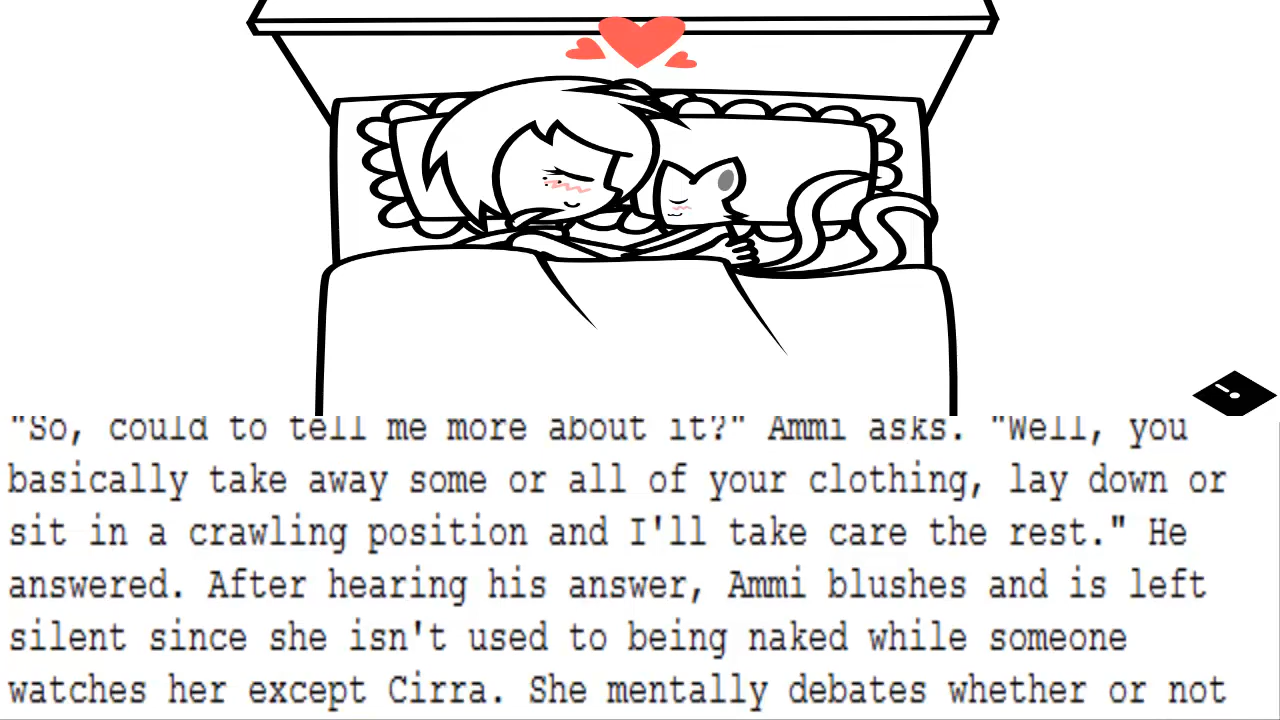 "So, could to tell me more about it?" Ammi asks. "Well, you
basically take away some or all of your clothing, lay down or
sit in a crawling position and I'll take care the rest." He
answered. After hearing his answer, Ammi blushes and is left
silent since she isn't used to being naked while someone
watches her except Cirra. She mentally debates whether or not